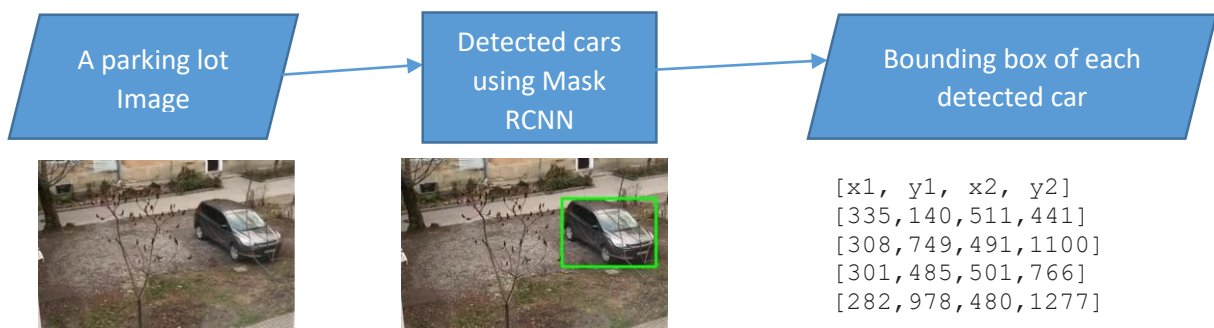 A parking lot
Image
Detected cars
using Mask
RCNN
Bounding box of each
detected car
[x1, y1, x2, y2]
[335,140,511,441]
[308,749,491,1100]
[301,485,501,766]
[282,978,480,1277]